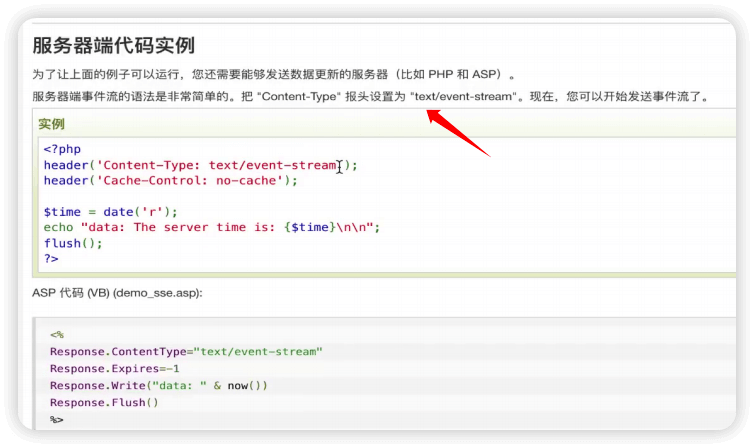 服务器端代码实例
为了让上面的例子可以运行，您还需要能够发送数据更新的服务器（比如 PHP 和 ASP）。
服务器端事件流的语法是非常简单的。把 "Content-Type" 报头设置为 "text/event-stream"。现在，您可以开始发送事件流了。
实例
<?php
header('Content-Type: text/event-stream');
header('Cache-Control: no-cache');
$time = date('r');
echo "data: The server time is: {$time}\n\n";
flush();
?>
ASP 代码 (VB) (demo_sse.asp):
<%
Response.ContentType="text/event-stream"
Response.Expires=-1
Response.Write("data: " & now())
Response.Flush()
%>